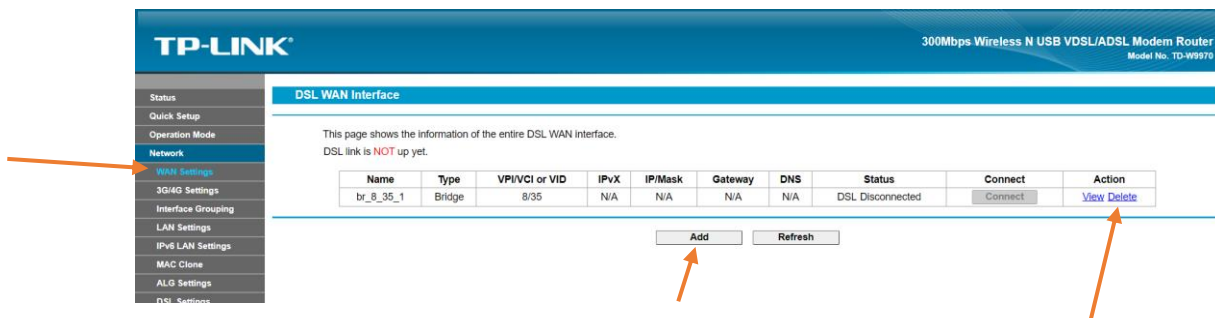 TP-LINK
300Mbps Wireless N USB VDSL/ADSL Modem Router
Model No. TD-W9970
Status
Quick Setup
Operation Mode
Network
WAN Settings
3G/4G Settings
Interface Grouping
LAN Settings
IPv6 LAN Settings
MAC Clone
ALG Settings
DSL Settings
DSL WAN Interface
This page shows the information of the entire DSL WAN interface.
DSL link is NOT up yet.
Name Type VPI/VCI or VID IPvX IP/Mask Gateway DNS Status Connect Action
br_8_35_1 Bridge 8/35 N/A N/A N/A N/A DSL Disconnected Connect View Delete
Add Refresh